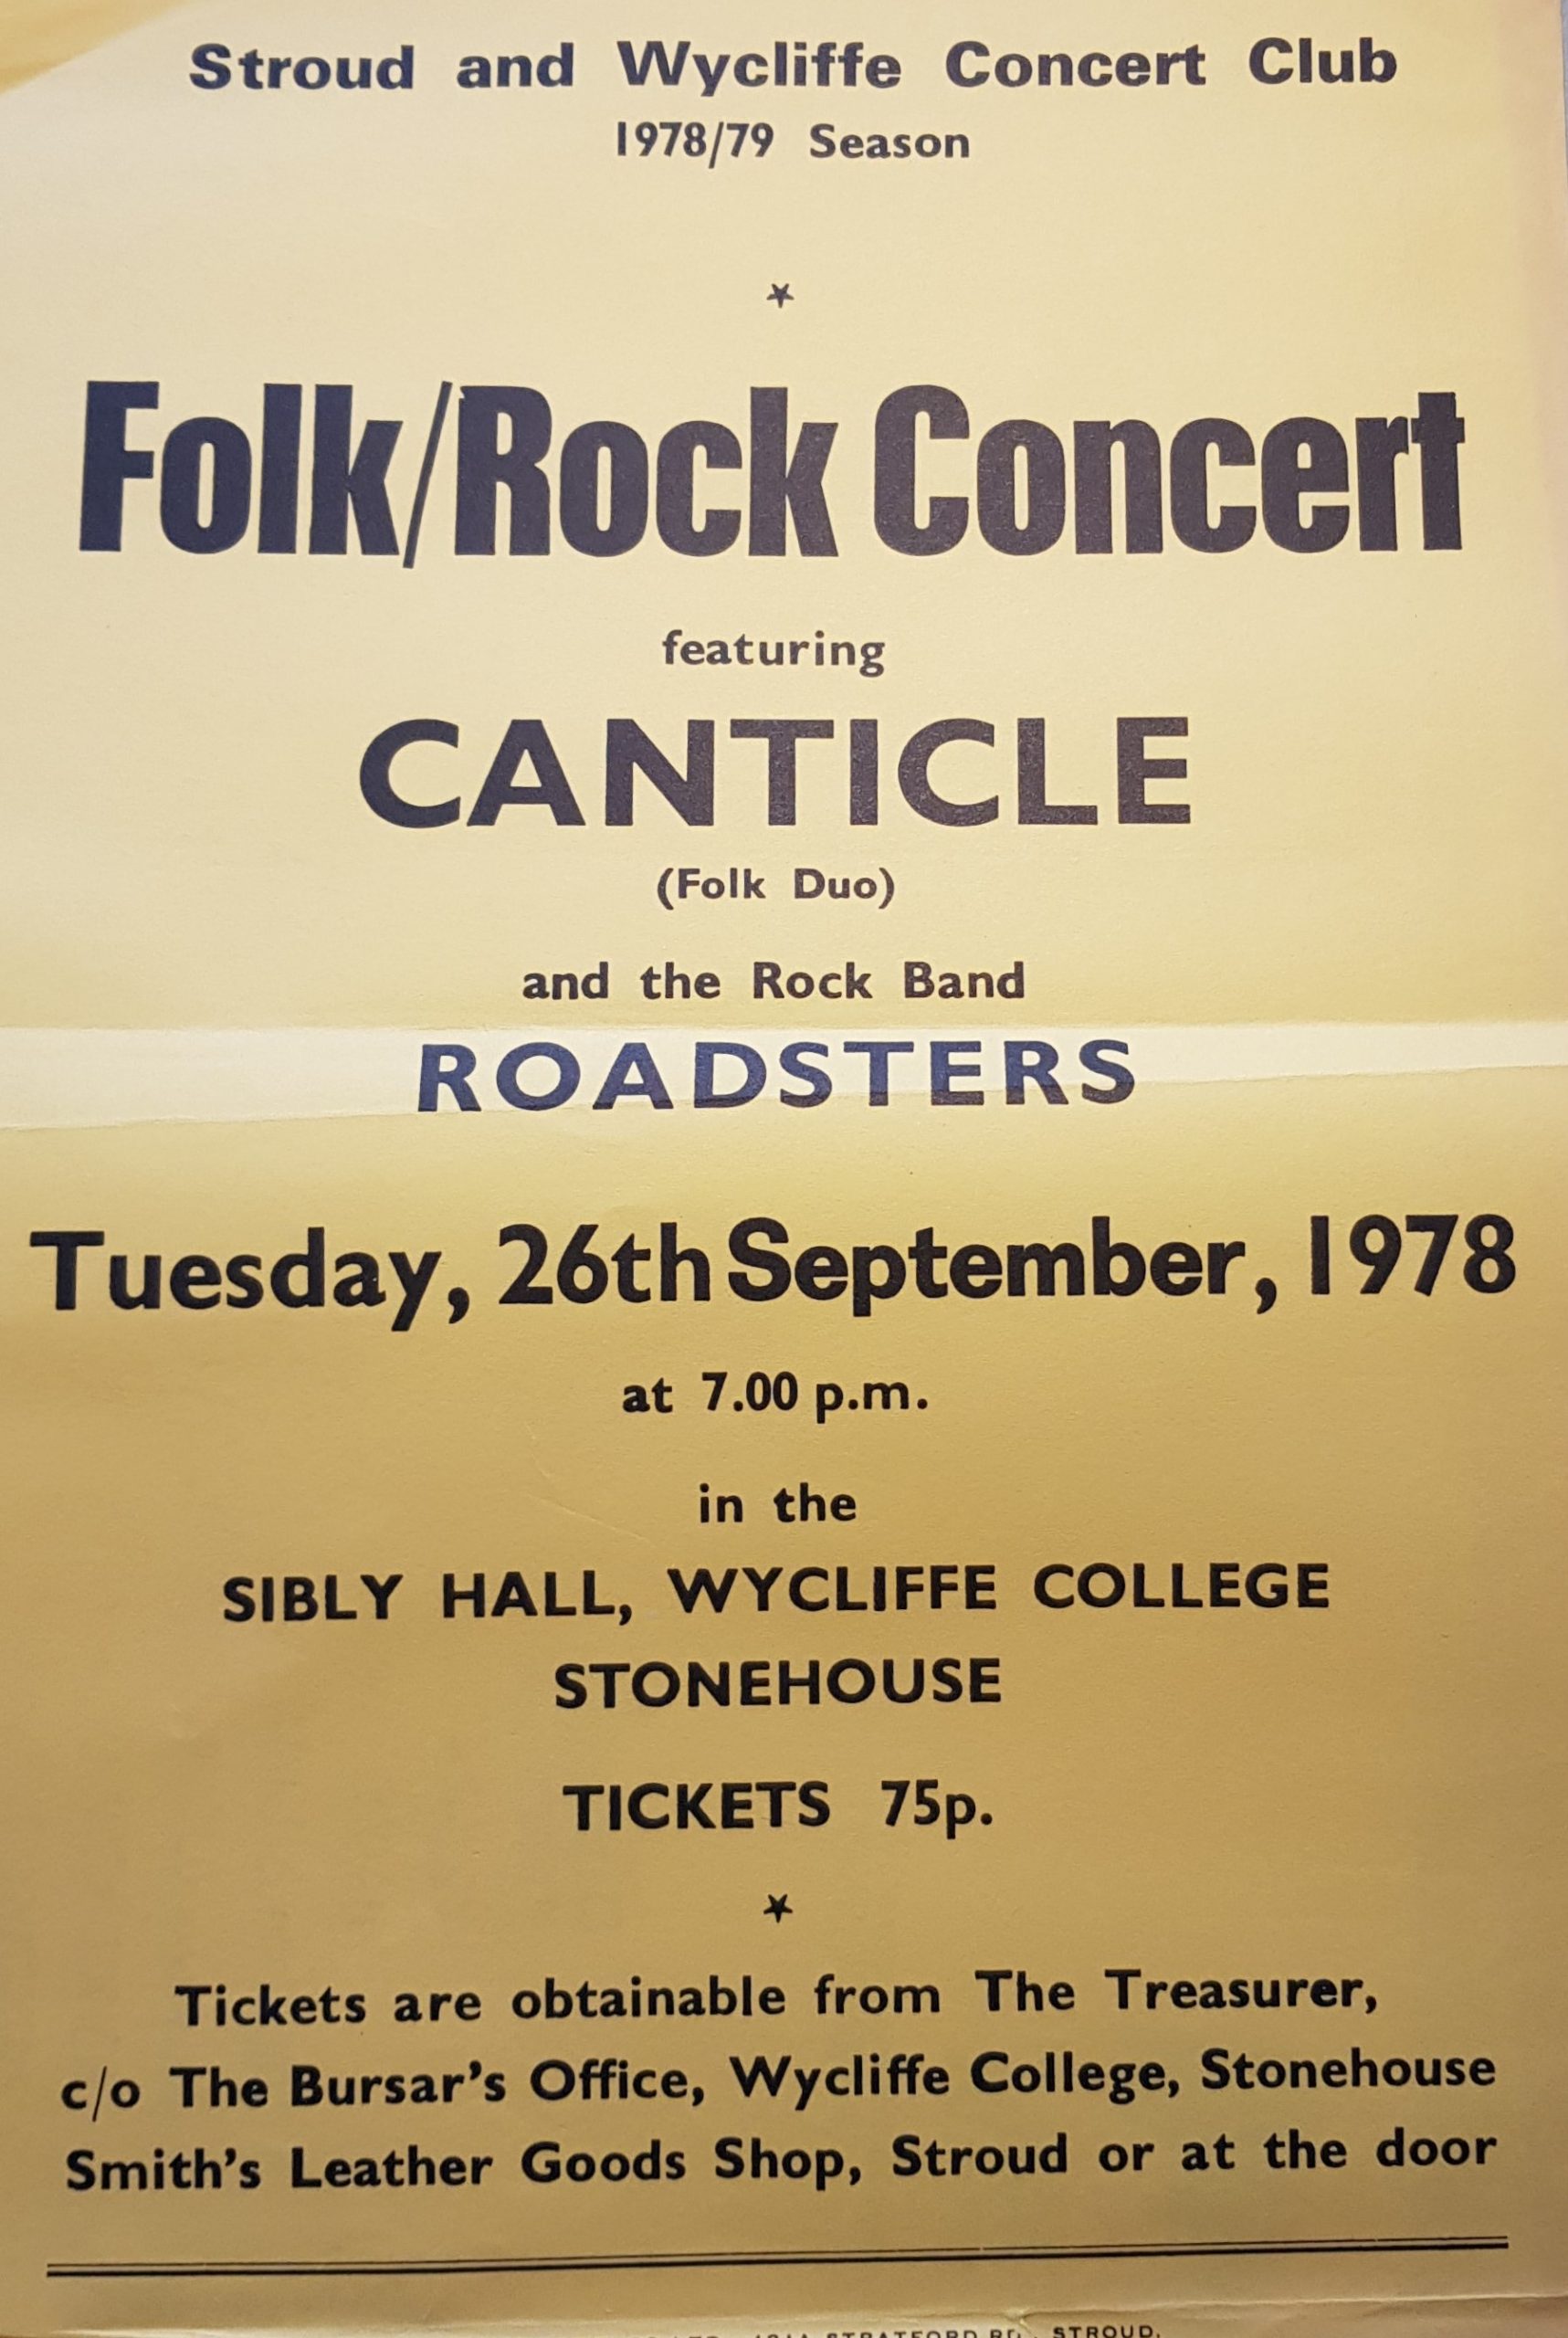 Stroud and Wycliffe Concert Club
1978/79 Season
Folk/Rock Concert
featuring
CANTICLE
(Folk Duo)
and the Rock Band
ROADSTERS
Tuesday, 26th September, 1978
at 7.00 p.m.
in the
SIBLY HALL, WYCLIFFE COLLEGE
STONEHOUSE
TICKETS 75p.
Tickets are obtainable from The Treasurer,
c/o The Bursar's Office, Wycliffe College, Stonehouse
Smith's Leather Goods Shop, Stroud or at the door
STRATFORD RD., STROUD.